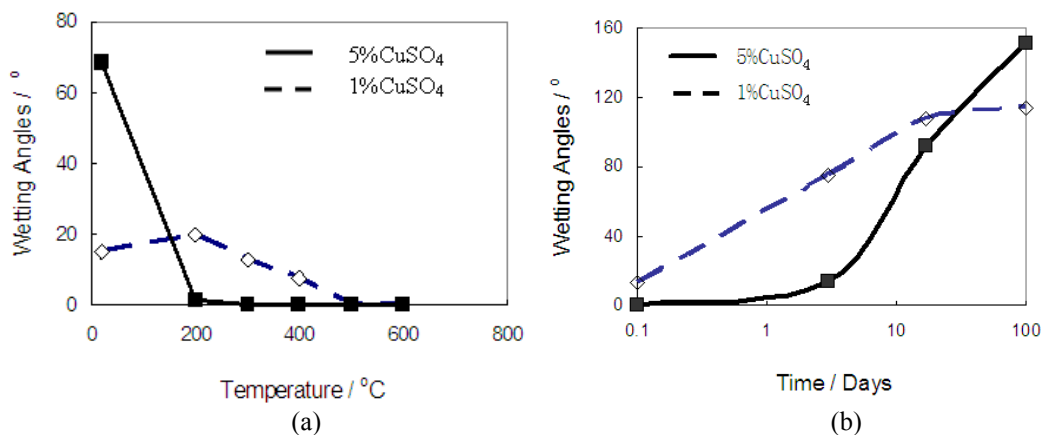 80
60
40
20
0
0 200 400 600 800
Wetting Angles / °
Temperature / °C
5%CuSO₄
1%CuSO₄
(a)
160
120
80
40
0
0.1 1 10 100
Wetting Angles / °
Time / Days
5%CuSO₄
1%CuSO₄
(b)